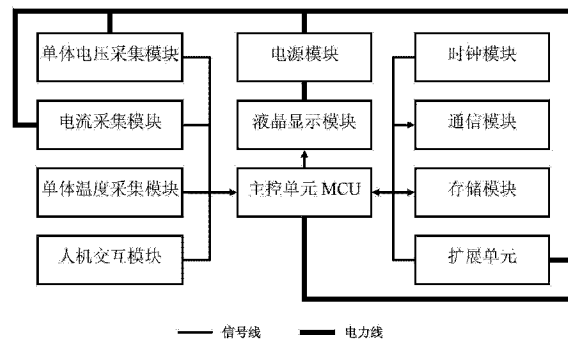 单体电压采集模块
电源模块
时钟模块
电流采集模块
液晶显示模块
通信模块
单体温度采集模块
主控单元 MCU
存储模块
人机交互模块
扩展单元
信号线
电力线